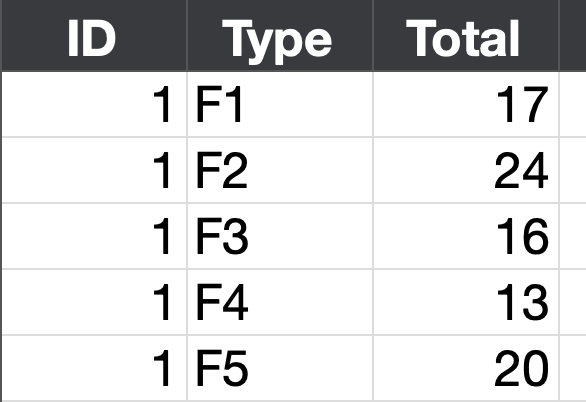 ID Type Total
1 F1 17
1 F2 24
1 F3 16
1 F4 13
1 F5 20